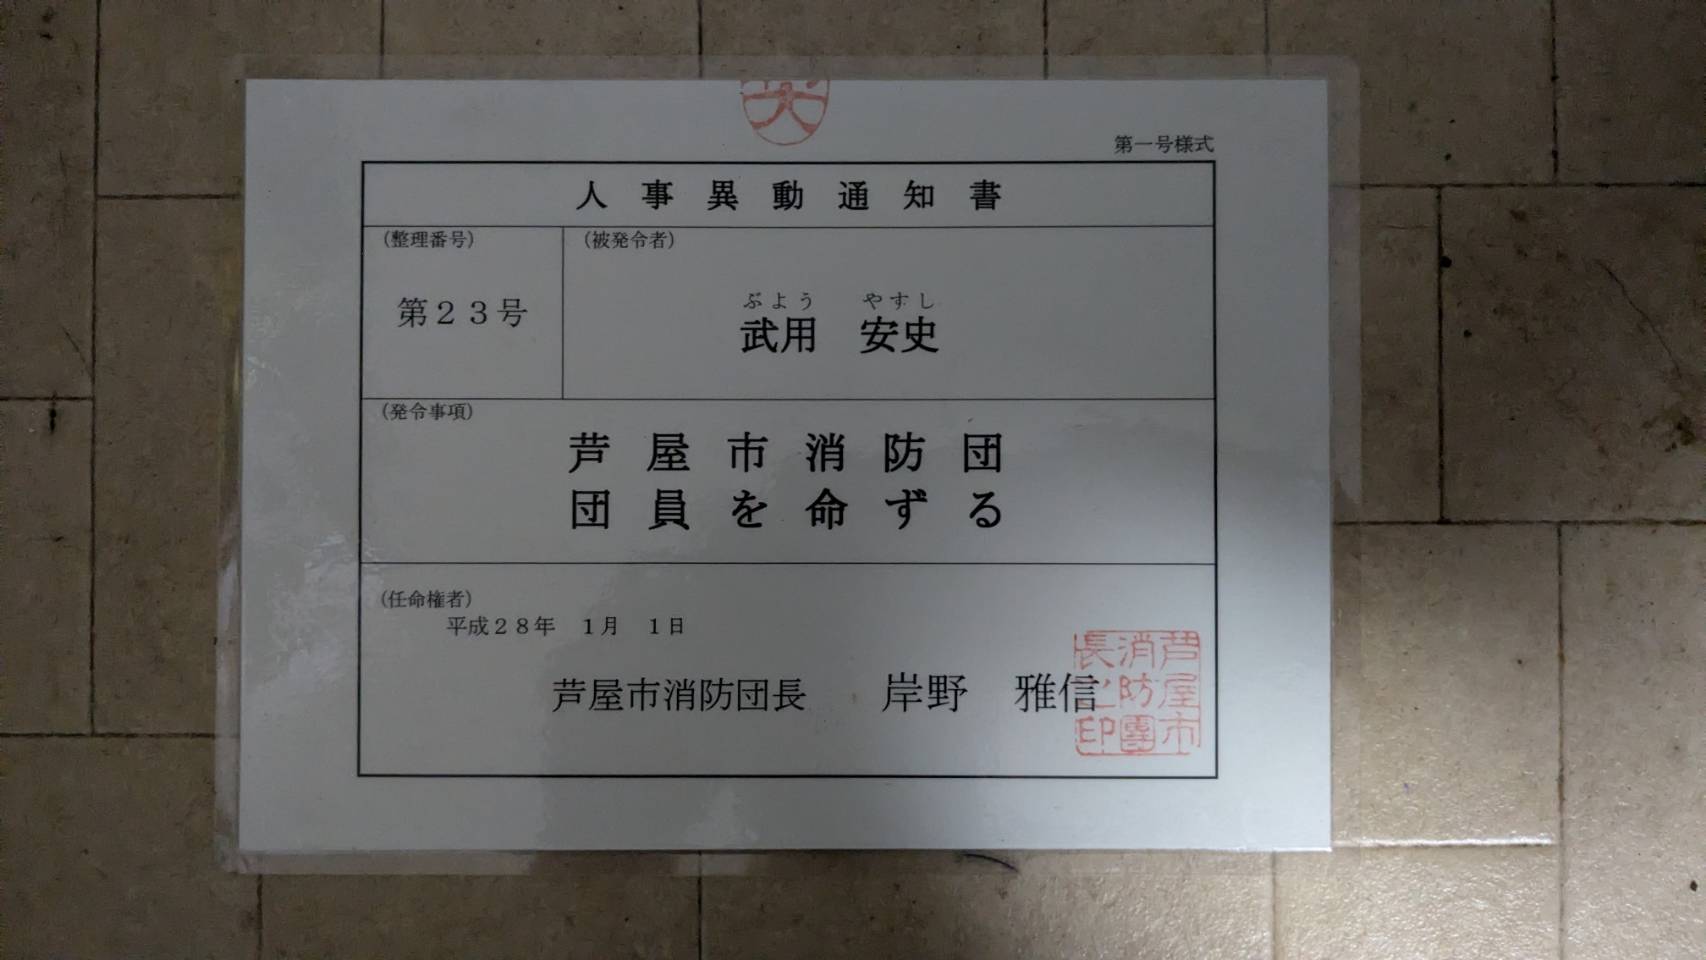 第一号様式
人事異動通知書
(整理番号)
第23号
(被発令者)
ぶよう やすし
武用 安史
(発令事項)
芦屋市消防団
団員を命ずる
(任命権者)
平成28年 1月 1日
芦屋市消防団長 岸野 雅信
芦屋市
消防團
長ノ印